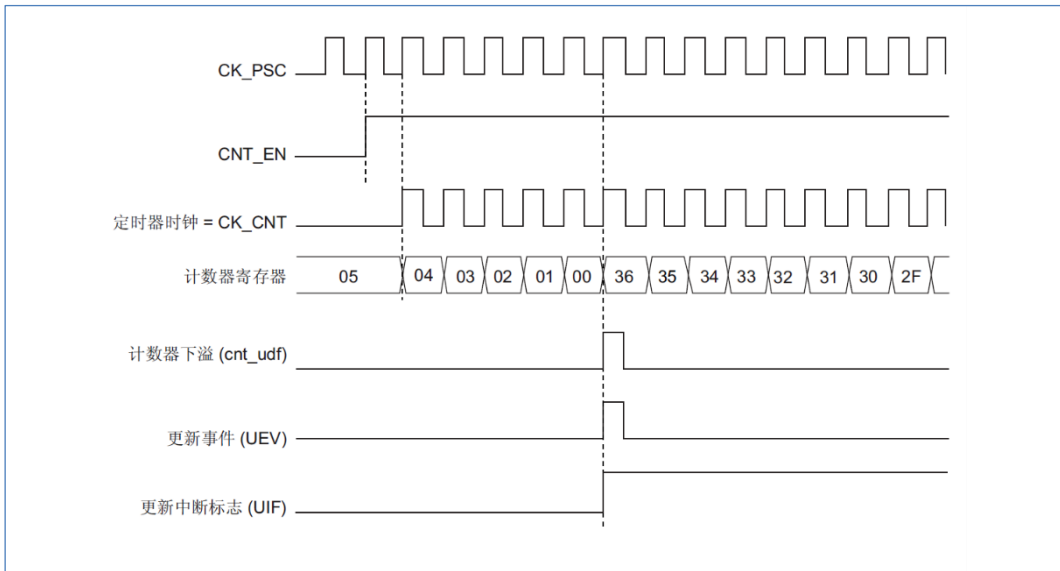 CK_PSC
CNT_EN
定时器时钟 = CK_CNT
计数器寄存器 05 04 03 02 01 00 36 35 34 33 32 31 30 2F
计数器下溢 (cnt_udf)
更新事件 (UEV)
更新中断标志 (UIF)